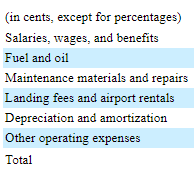 (in cents, except for percentages)
Salaries, wages, and benefits
Fuel and oil
Maintenance materials and repairs
Landing fees and airport rentals
Depreciation and amortization
Other operating expenses
Total